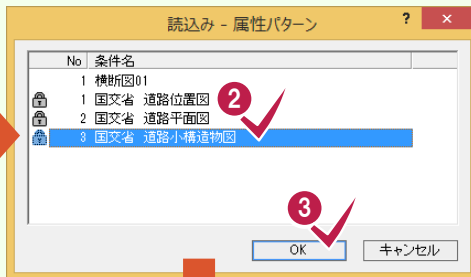 読込み - 属性パターン ? ×
No 条件名
1 横断図01
1 国交省 道路位置図
2 国交省 道路平面図
3 国交省 道路小構造物図
2
3
OK キャンセル